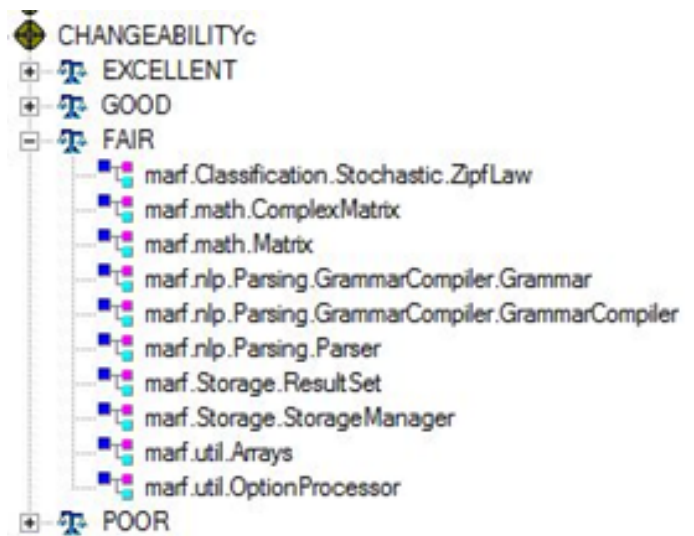 CHANGEABILITYc
EXCELLENT
GOOD
FAIR
marf.Classification.Stochastic.ZipfLaw
marf.math.ComplexMatrix
marf.math.Matrix
marf.nlp.Parsing.GrammarCompiler.Grammar
marf.nlp.Parsing.GrammarCompiler.GrammarCompiler
marf.nlp.Parsing.Parser
marf.Storage.ResultSet
marf.Storage.StorageManager
marf.util.Arrays
marf.util.OptionProcessor
POOR